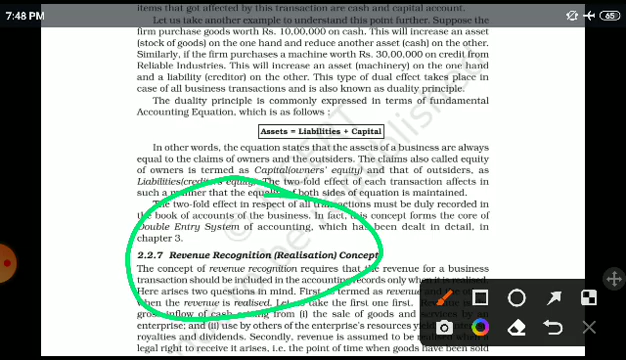 7:48 PM
65
items that got affected by this transaction are cash and capital account.
Let us take another example to understand this point further. Suppose the
firm purchase goods worth Rs. 10,00,000 on cash. This will increase an asset
(stock of goods) on the one hand and reduce another asset (cash) on the other.
Similarly, if the firm purchases a machine worth Rs. 30,00,000 on credit from
Reliable Industries. This will increase an asset (machinery) on the one hand
and a liability (creditor) on the other. This type of dual effect takes place in
case of all business transactions and is also known as duality principle.
The duality principle is commonly expressed in terms of fundamental
Accounting Equation, which is as follows :
Assets = Liabilities + Capital
In other words, the equation states that the assets of a business are always
equal to the claims of owners and the outsiders. The claims also called equity
of owners is termed as Capital(owners' equity) and that of outsiders, as
Liabilities(creditors equity). The two-fold effect of each transaction affects in
such a manner that the equality of both sides of equation is maintained.
The two-fold effect in respect of all transactions must be duly recorded in
the book of accounts of the business. In fact, this concept forms the core of
Double Entry System of accounting, which has been dealt in detail, in
chapter 3.
2.2.7 Revenue Recognition (Realisation) Concept
The concept of revenue recognition requires that the revenue for a business
transaction should be included in the accounting records only when it is realised.
Here arises two questions in mind. First, is termed as revenue and
when the revenue is realised. Let us take the first one first.
gross inflow of cash arising from (i) the sale of goods and services by an
enterprise; and (ii) use by others of the enterprise's resources
royalties and dividends. Secondly, revenue is assumed to be
legal right to receive it arises, i.e. the point of time when goods have been sold